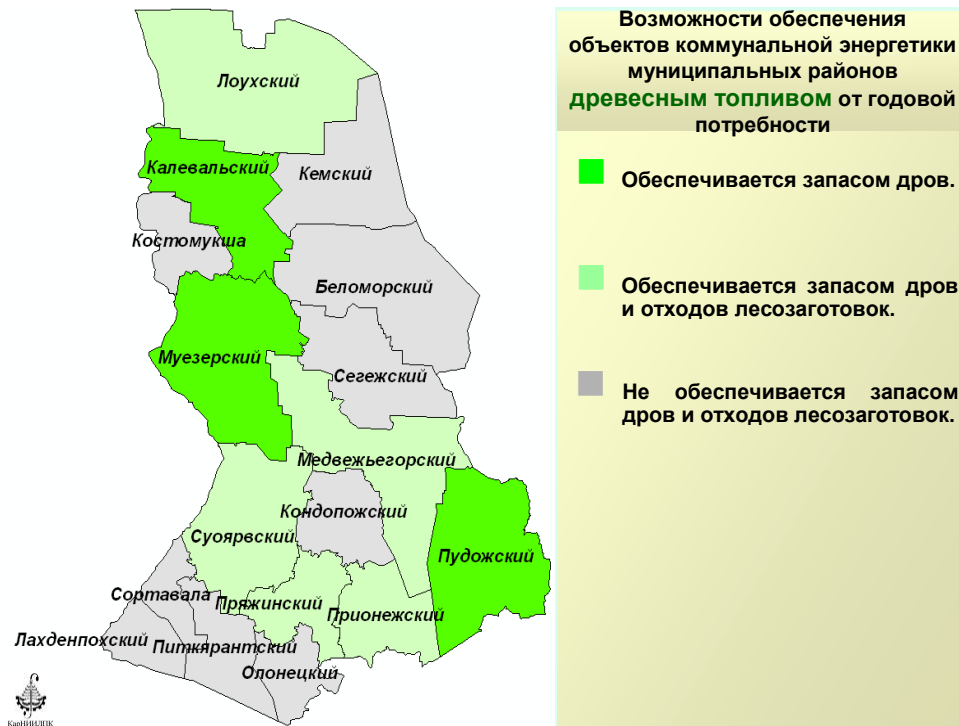 Возможности обеспечения
объектов коммунальной энергетики
муниципальных районов
древесным топливом от годовой
потребности
Обеспечивается запасом дров.
Обеспечивается запасом дров
и отходов лесозаготовок.
Не обеспечивается запасом
дров и отходов лесозаготовок.
Лоухский
Калевальский
Кемский
Костомукша
Беломорский
Муезерский
Сегежский
Медвежьегорский
Кондопожский
Суоярвский
Пудожский
Сортавала
Пряжинский
Прионежский
Лахденпохский
Питкярантский
Олонецкий
КарНИИЛПК